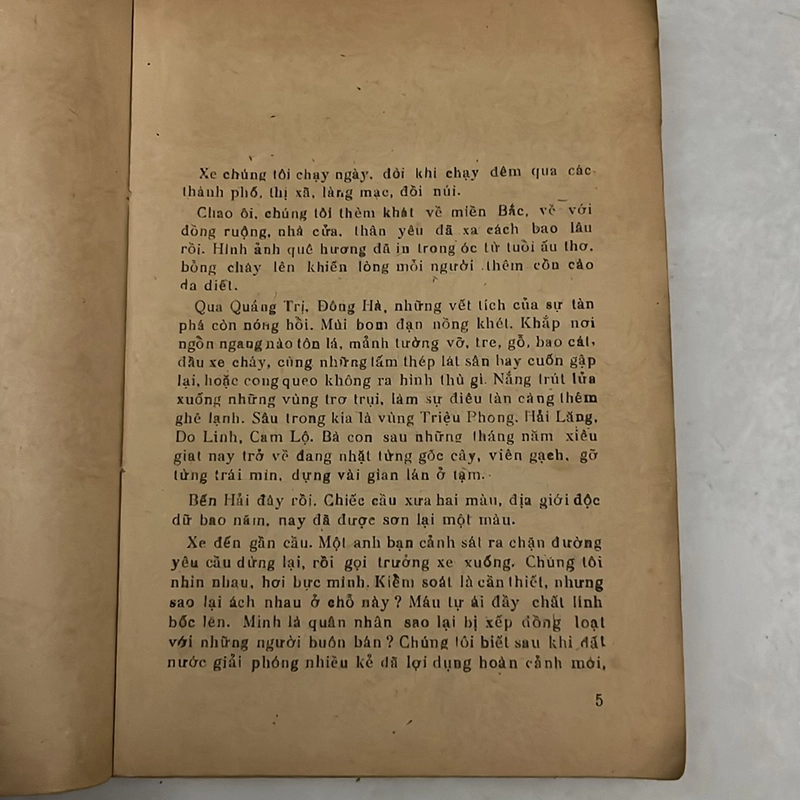 Xe chúng tôi chạy ngày, đôi khi chạy đêm qua các
thành phố, thị xã, làng mạc, đồi núi.
Chao ôi, chúng tôi thèm khát về miền Bắc, về với
đồng ruộng, nhà cửa, thân yêu đã xa cách bao lâu
rồi. Hình ảnh quê hương đã in trong óc từ tuổi ấu thơ,
bỗng cháy lên khiến lòng mỗi người thêm cồn cào
da diết.
Qua Quảng Trị, Đông Hà, những vết tích của sự tàn
phá còn nóng hổi. Mùi bom đạn nồng khét. Khắp nơi
ngổn ngang nào tôn lá, mảnh tường vỡ, tre, gỗ, bao cát,
đầu xe cháy, cùng những tấm thép lát sân bay cuốn gập
lại, hoặc cong queo không ra hình thù gì. Nắng trút lửa
xuống những vùng trơ trụi, làm sự điêu tàn càng thêm
ghê lạnh. Sâu trong kia là vùng Triệu Phong, Hải Lăng,
Do Linh, Cam Lộ. Bà con sau những tháng năm xiêu
giạt nay trở về đang nhặt từng gốc cây, viên gạch, gỡ
từng trái mìn, dựng vài gian lán ở tạm.
Bến Hải đây rồi. Chiếc cầu xưa hai màu, địa giới độc
dữ bao năm, nay đã được sơn lại một màu.
Xe đến gần cầu. Một anh bạn cảnh sát ra chặn đường
yêu cầu dừng lại, rồi gọi trưởng xe xuống. Chúng tôi
nhìn nhau, hơi bực mình. Kiểm soát là cần thiết, nhưng
sao lại ách nhau ở chỗ này? Máu tự ái đầy chất lính
bốc lên. Mình là quân nhân sao lại bị xếp đồng loạt
với những người buôn bán? Chúng tôi biết sau khi đất
nước giải phóng nhiều kẻ đã lợi dụng hoàn cảnh mới,
5